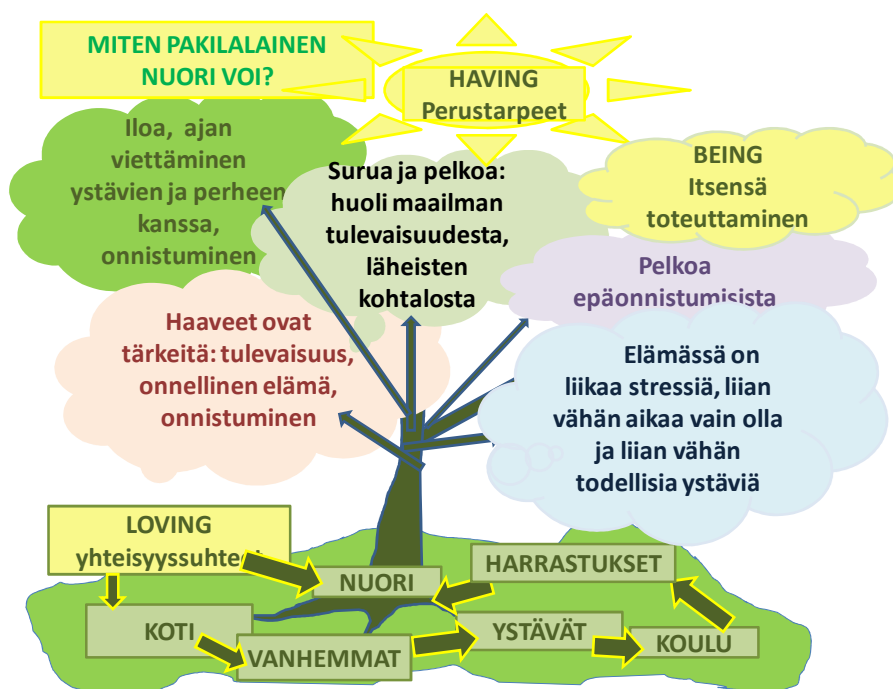 MITEN PAKILALAINEN
NUORI VOI?
HAVING
Perustarpeet
Iloa, ajan
viettäminen
ystävien ja perheen
kanssa,
onnistuminen
Surua ja pelkoa:
huoli maailman
tulevaisuudesta,
läheisten
kohtalosta
BEING
Itsensä
toteuttaminen
Pelkoa
epäonnistumisista
Haaveet ovat
tärkeitä: tulevaisuus,
onnellinen elämä,
onnistuminen
Elämässä on
liikaa stressiä, liian
vähän aikaa vain olla
ja liian vähän
todellisia ystäviä
LOVING
yhteisyyssuhteet
NUORI
HARRASTUKSET
KOTI
VANHEMMAT
YSTÄVÄT
KOULU